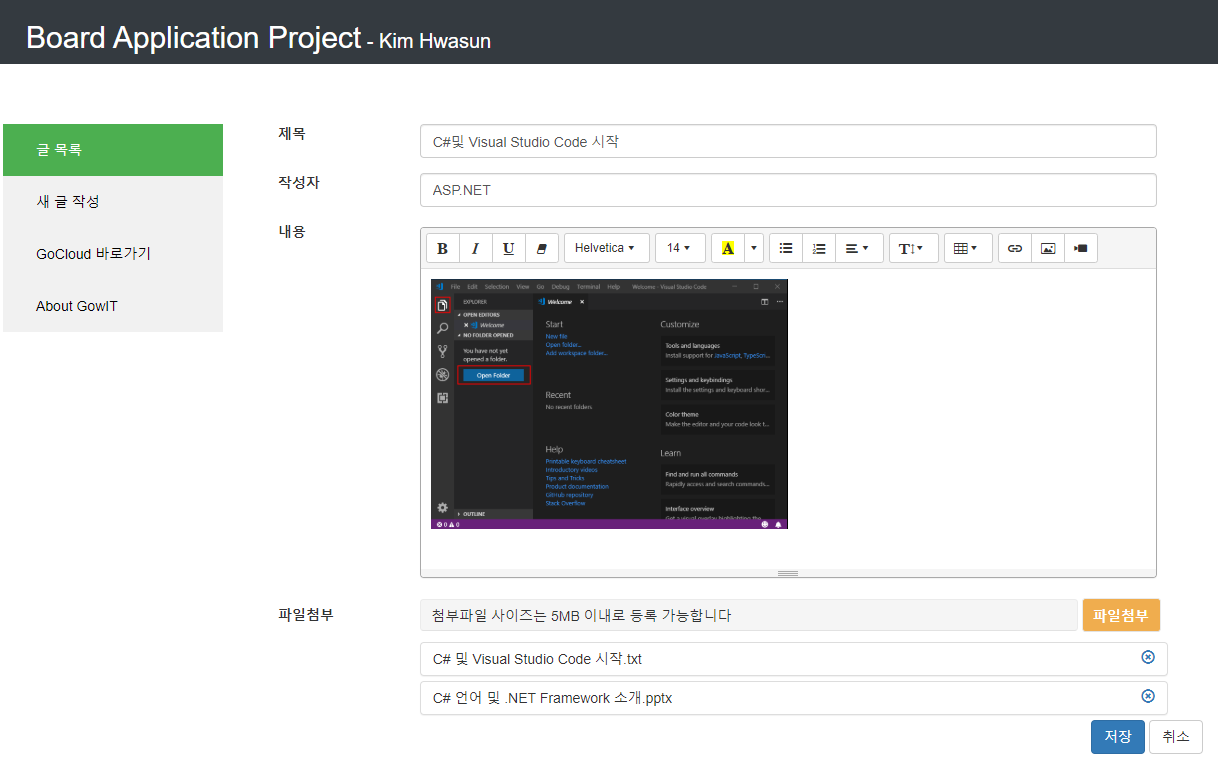 Board Application Project - Kim Hwasun
글 목록
새 글 작성
GoCloud 바로가기
About GowIT
제목
C#및 Visual Studio Code 시작
작성자
ASP.NET
내용
B I U Helvetica 14 A T
File Edit Selection View Go Debug Terminal Help Welcome - Visual Studio Code
EXPLORER
OPEN EDITORS
Welcome
NO FOLDER OPENED
You have not yet
opened a folder.
Open Folder
OUTLINE
0 0
Welcome
Start
New file
Open folder...
Add workspace folder...
Recent
No recent folders
Help
Printable keyboard cheatsheet
Introductory videos
Tips and Tricks
Product documentation
GitHub repository
Stack Overflow
Customize
Tools and languages
Install support for JavaScript, TypeScri...
Settings and keybindings
Install the settings and keyboard shor...
Color theme
Make the editor and your code look t...
Learn
Find and run all commands
Rapidly access and search commands...
Interface overview
Get a visual overlay highlighting the
파일첨부
첨부파일 사이즈는 5MB 이내로 등록 가능합니다
파일첨부
C# 및 Visual Studio Code 시작.txt
C# 언어 및 .NET Framework 소개.pptx
저장
취소